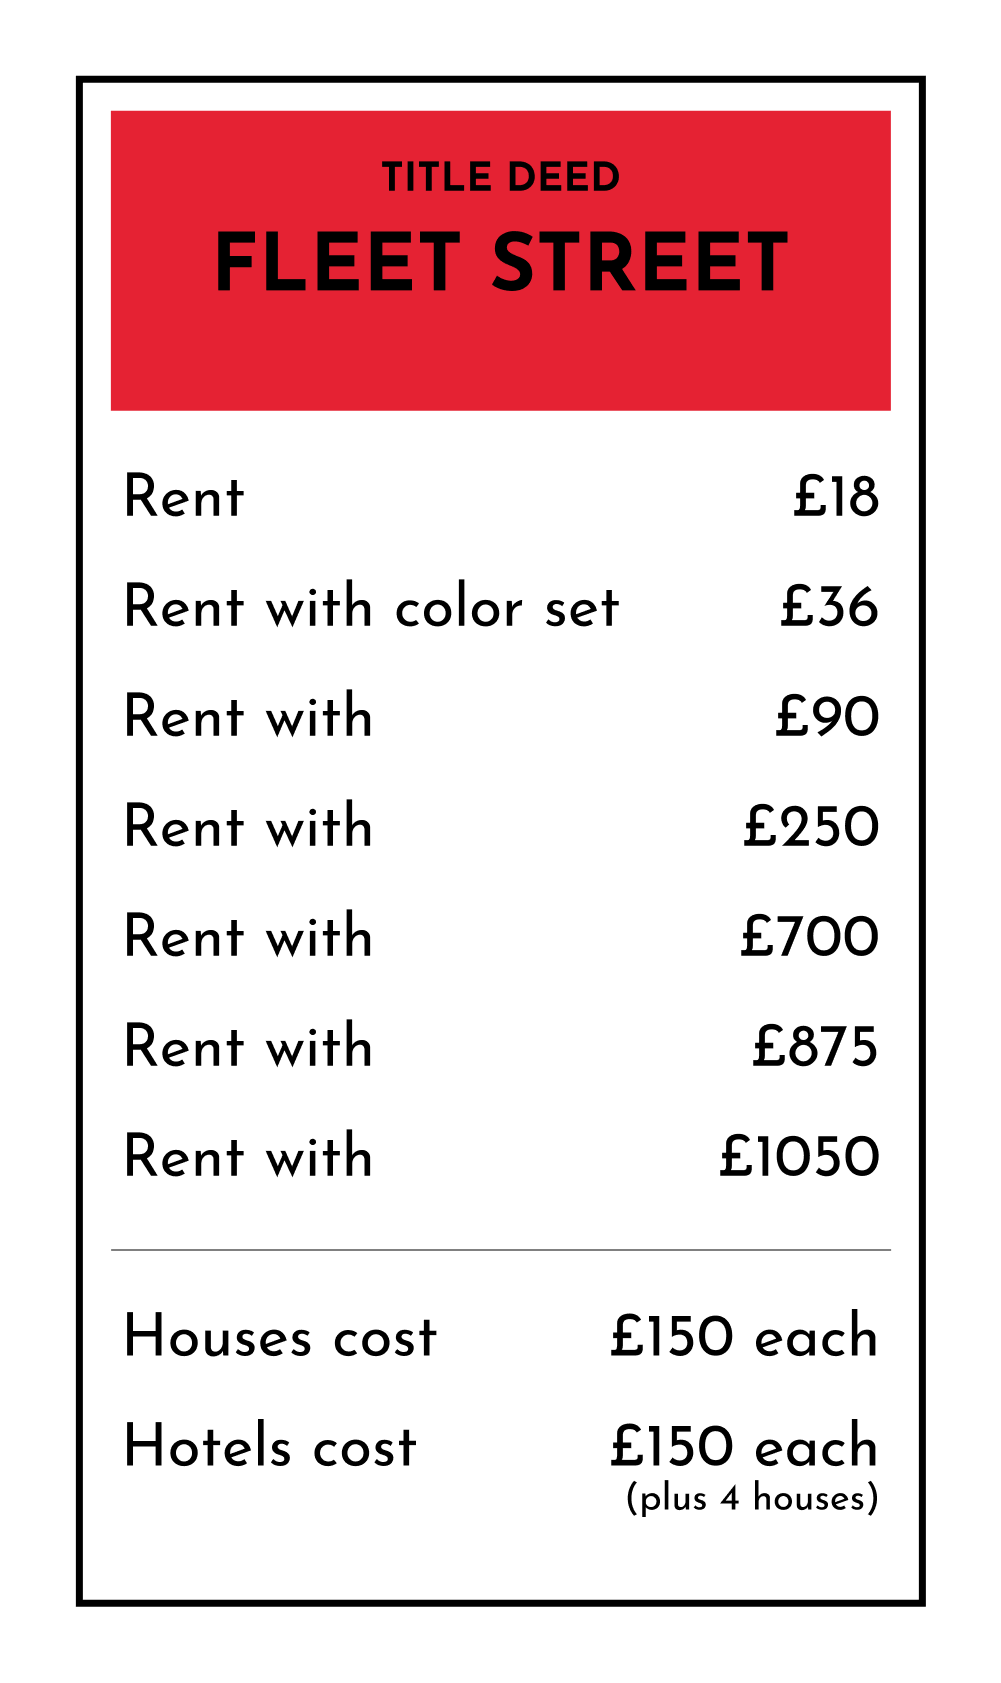 TITLE DEED
FLEET STREET
Rent £18
Rent with color set £36
Rent with £90
Rent with £250
Rent with £700
Rent with £875
Rent with £1050
Houses cost £150 each
Hotels cost £150 each
(plus 4 houses)